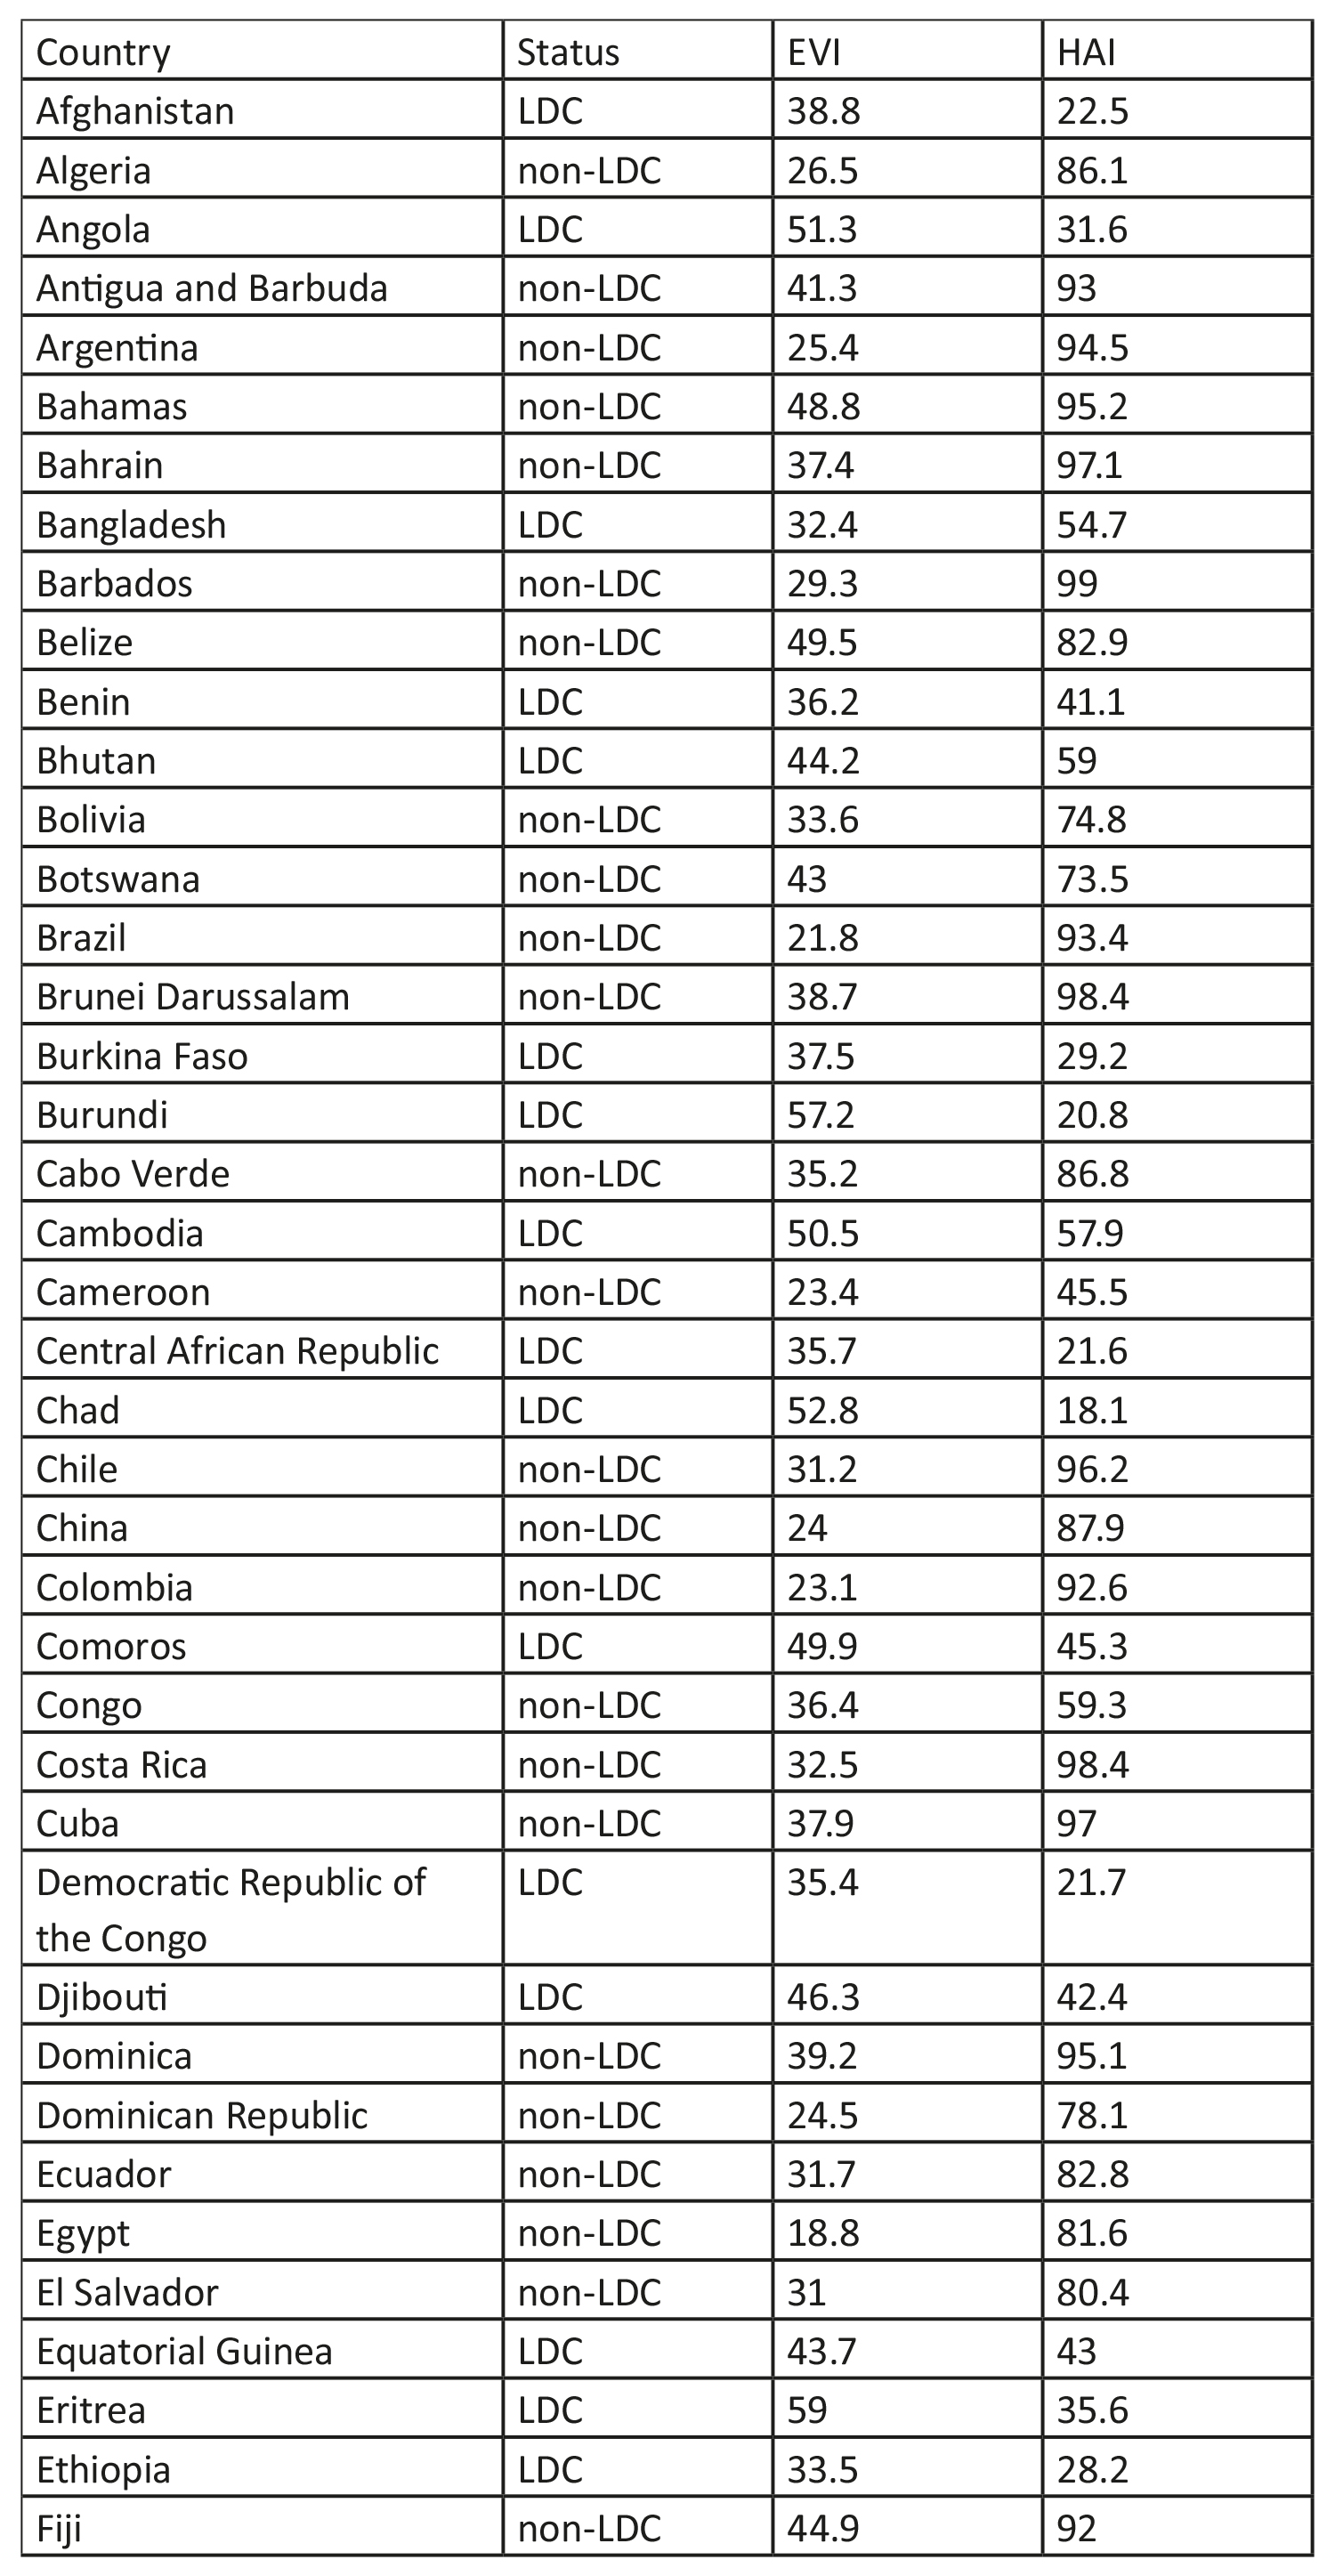 Country Status EVI HAI
Afghanistan LDC 38.8 22.5
Algeria non-LDC 26.5 86.1
Angola LDC 51.3 31.6
Antigua and Barbuda non-LDC 41.3 93
Argentina non-LDC 25.4 94.5
Bahamas non-LDC 48.8 95.2
Bahrain non-LDC 37.4 97.1
Bangladesh LDC 32.4 54.7
Barbados non-LDC 29.3 99
Belize non-LDC 49.5 82.9
Benin LDC 36.2 41.1
Bhutan LDC 44.2 59
Bolivia non-LDC 33.6 74.8
Botswana non-LDC 43 73.5
Brazil non-LDC 21.8 93.4
Brunei Darussalam non-LDC 38.7 98.4
Burkina Faso LDC 37.5 29.2
Burundi LDC 57.2 20.8
Cabo Verde non-LDC 35.2 86.8
Cambodia LDC 50.5 57.9
Cameroon non-LDC 23.4 45.5
Central African Republic LDC 35.7 21.6
Chad LDC 52.8 18.1
Chile non-LDC 31.2 96.2
China non-LDC 24 87.9
Colombia non-LDC 23.1 92.6
Comoros LDC 49.9 45.3
Congo non-LDC 36.4 59.3
Costa Rica non-LDC 32.5 98.4
Cuba non-LDC 37.9 97
Democratic Republic of LDC 35.4 21.7
the Congo
Djibouti LDC 46.3 42.4
Dominica non-LDC 39.2 95.1
Dominican Republic non-LDC 24.5 78.1
Ecuador non-LDC 31.7 82.8
Egypt non-LDC 18.8 81.6
El Salvador non-LDC 31 80.4
Equatorial Guinea LDC 43.7 43
Eritrea LDC 59 35.6
Ethiopia LDC 33.5 28.2
Fiji non-LDC 44.9 92